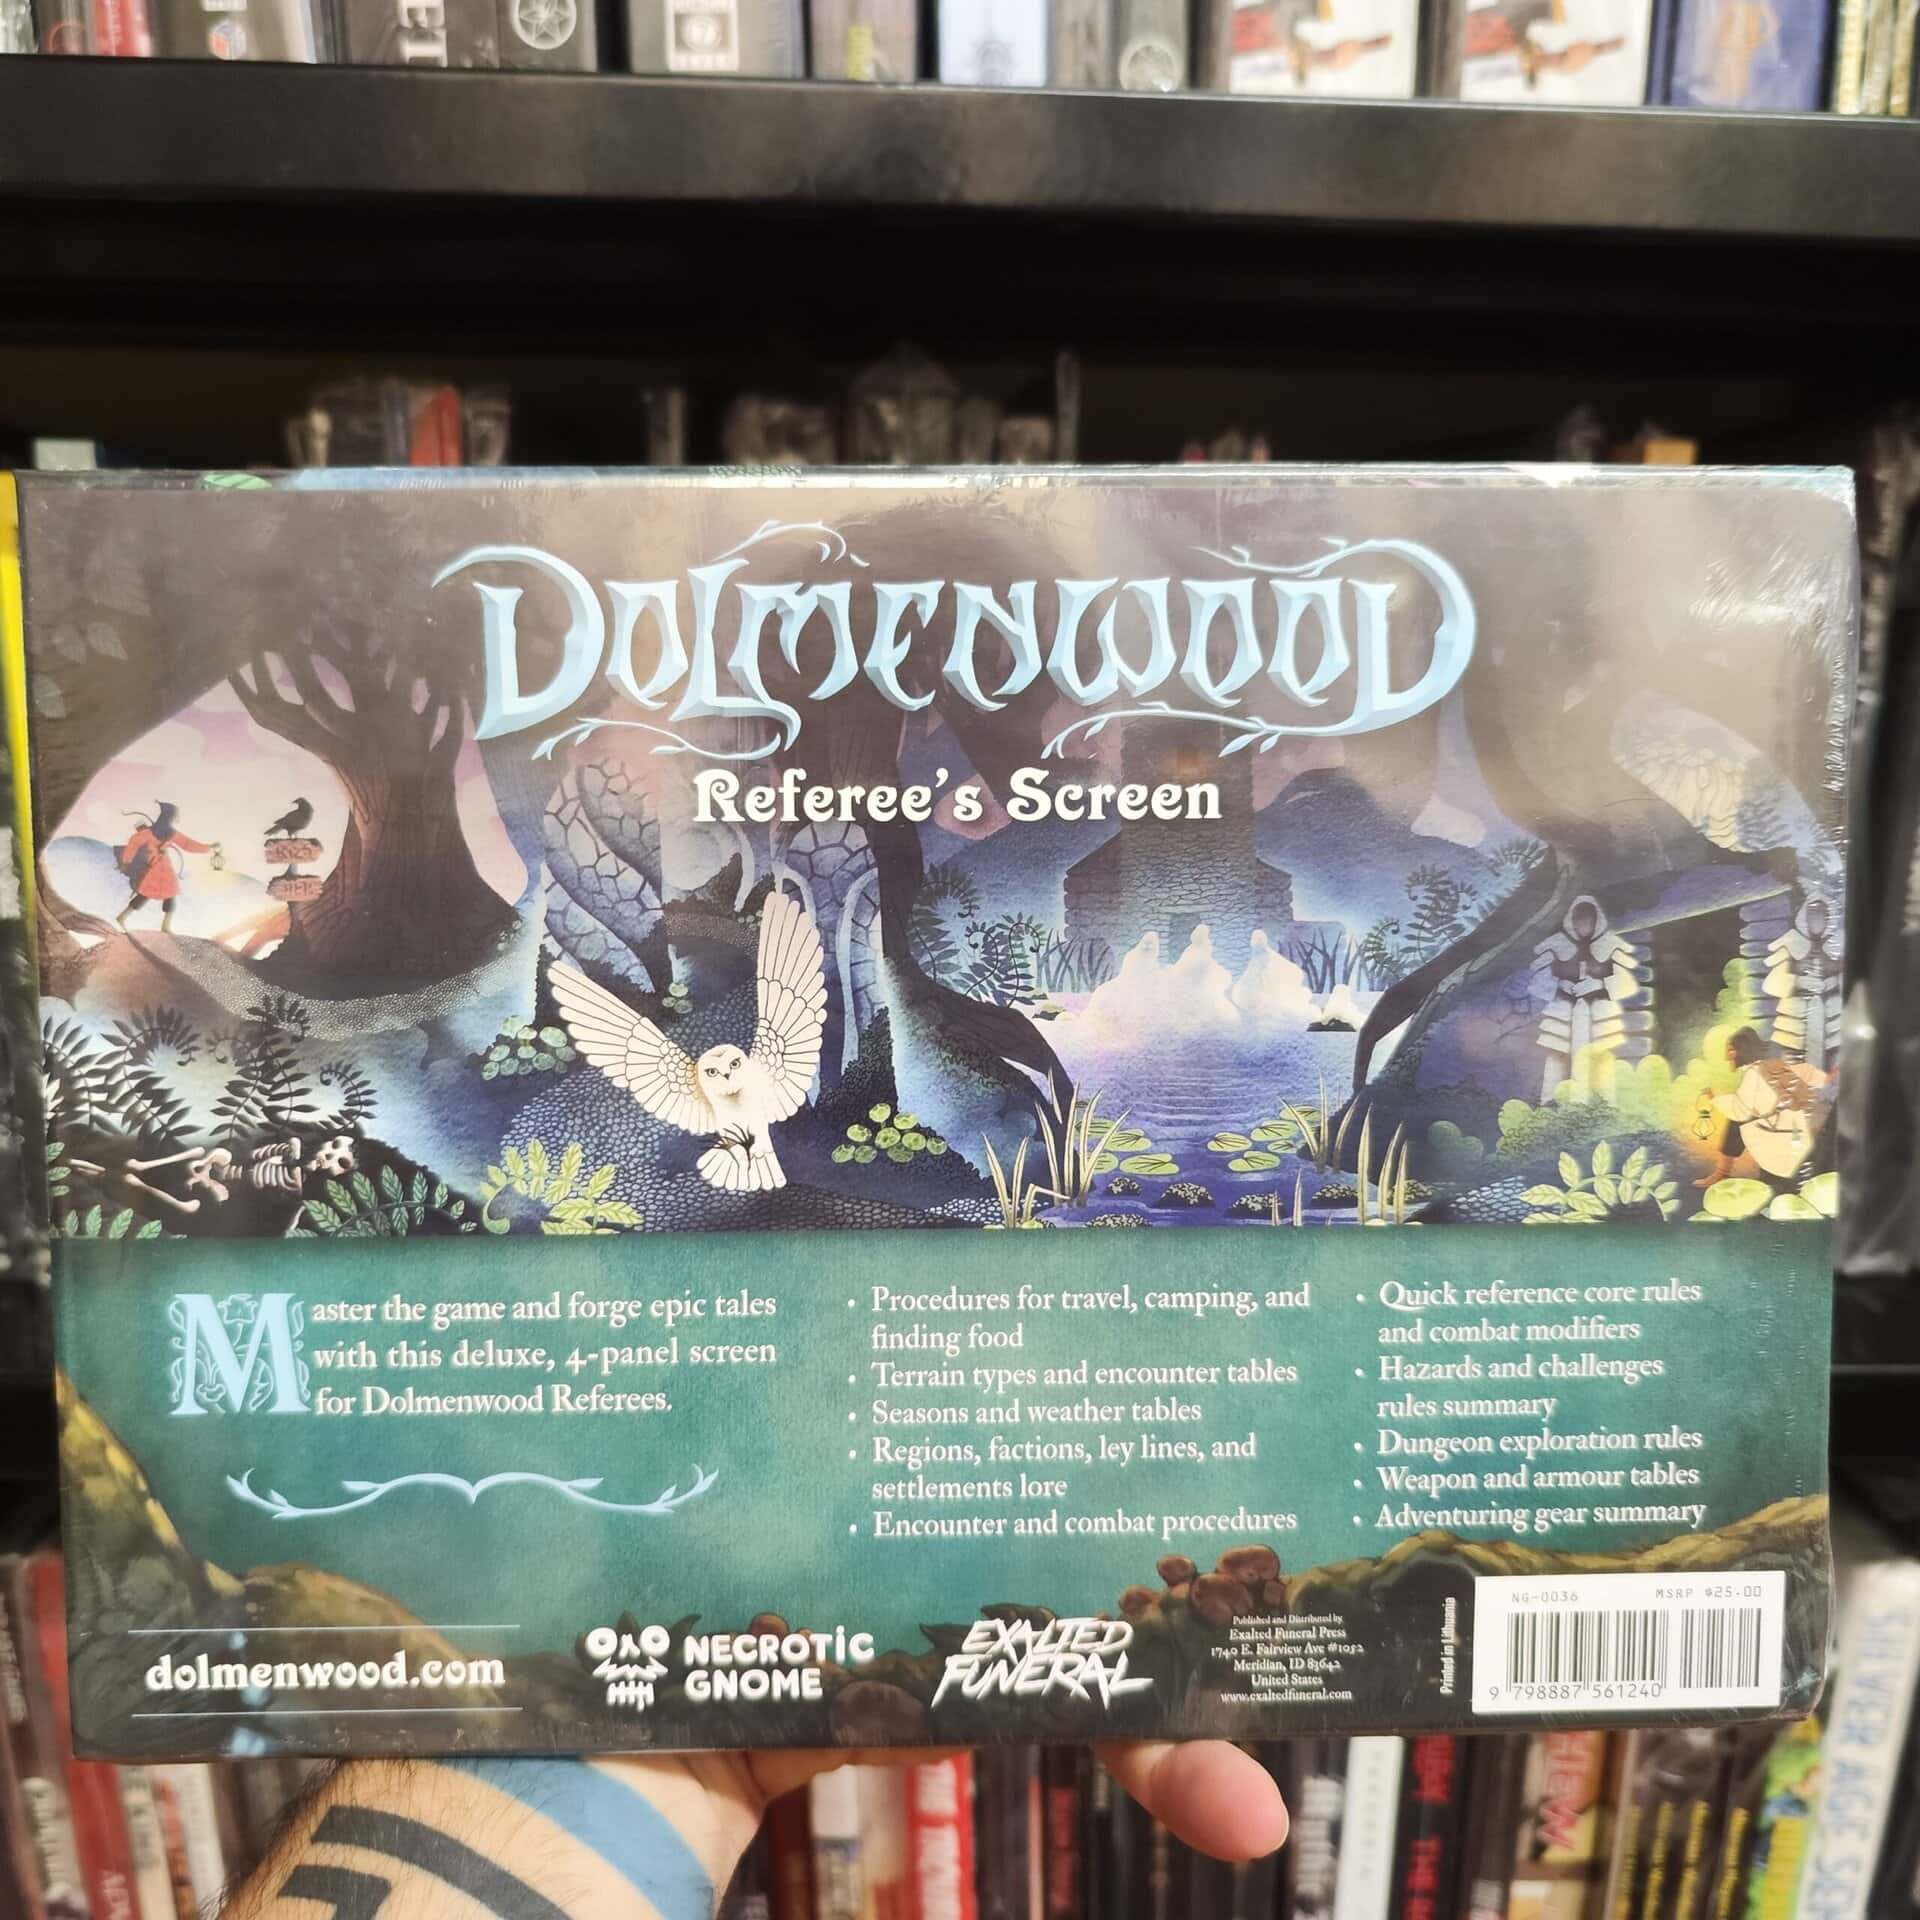 DOLMENWOOD
Referee's Screen
Master the game and forge epic tales
with this deluxe, 4-panel screen
for Dolmenwood Referees.
• Procedures for travel, camping, and
finding food
• Terrain types and encounter tables
• Seasons and weather tables
• Regions, factions, ley lines, and
settlements lore
• Encounter and combat procedures
• Quick reference core rules
and combat modifiers
• Hazards and challenges
rules summary
• Dungeon exploration rules
• Weapon and armour tables
• Adventuring gear summary
dolmenwood.com
NECROTIC
GNOME
EXALTED
FUNERAL
Published and Distributed by
Exalted Funeral Press
1740 E. Fairview Ave #1052
Meridian, ID 83642
United States
www.exaltedfuneral.com
Printed in Lithuania
NG-0036 MSRP $25.00
9 798887 561240